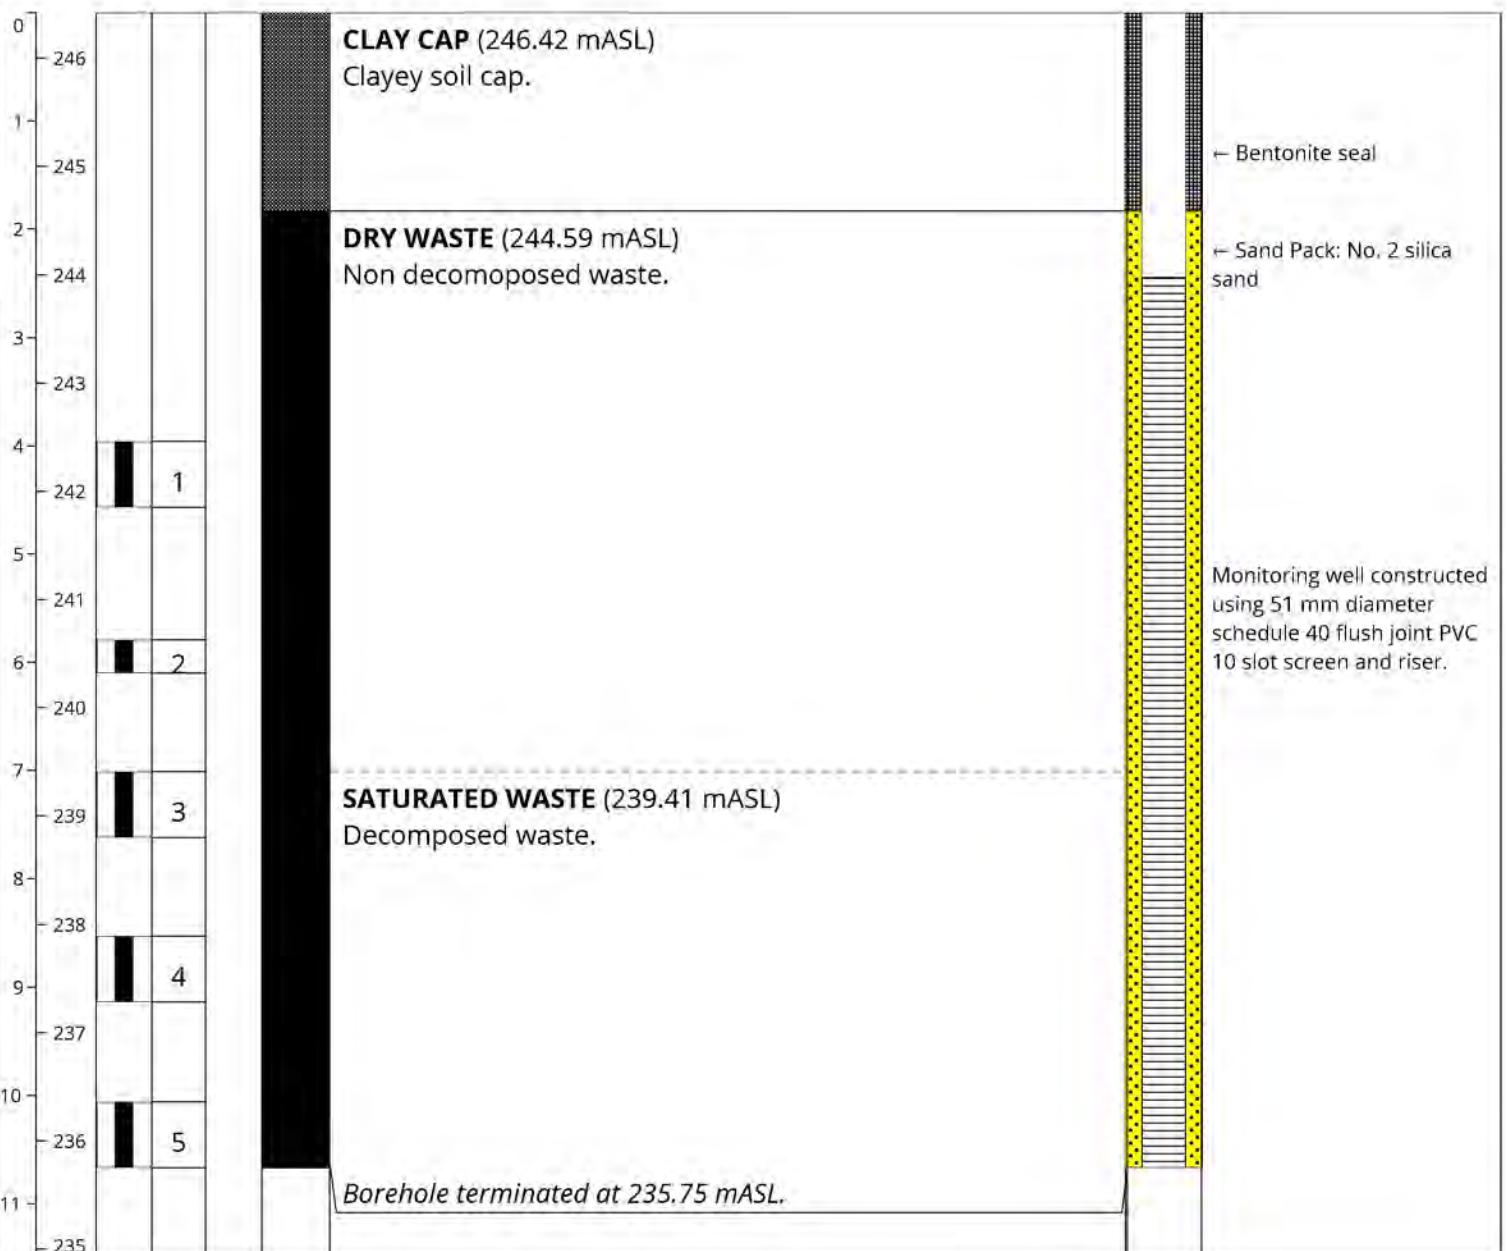 0
246
CLAY CAP (246.42 mASL)
Clayey soil cap.
1
← Bentonite seal
245
2
DRY WASTE (244.59 mASL)
← Sand Pack: No. 2 silica
sand
244
Non decomoposed waste.
3
243
4
1
242
5
Monitoring well constructed
using 51 mm diameter
schedule 40 flush joint PVC
10 slot screen and riser.
241
6
2
240
7
SATURATED WASTE (239.41 mASL)
3
239
Decomposed waste.
8
238
4
9
237
10
5
236
Borehole terminated at 235.75 mASL.
11
235